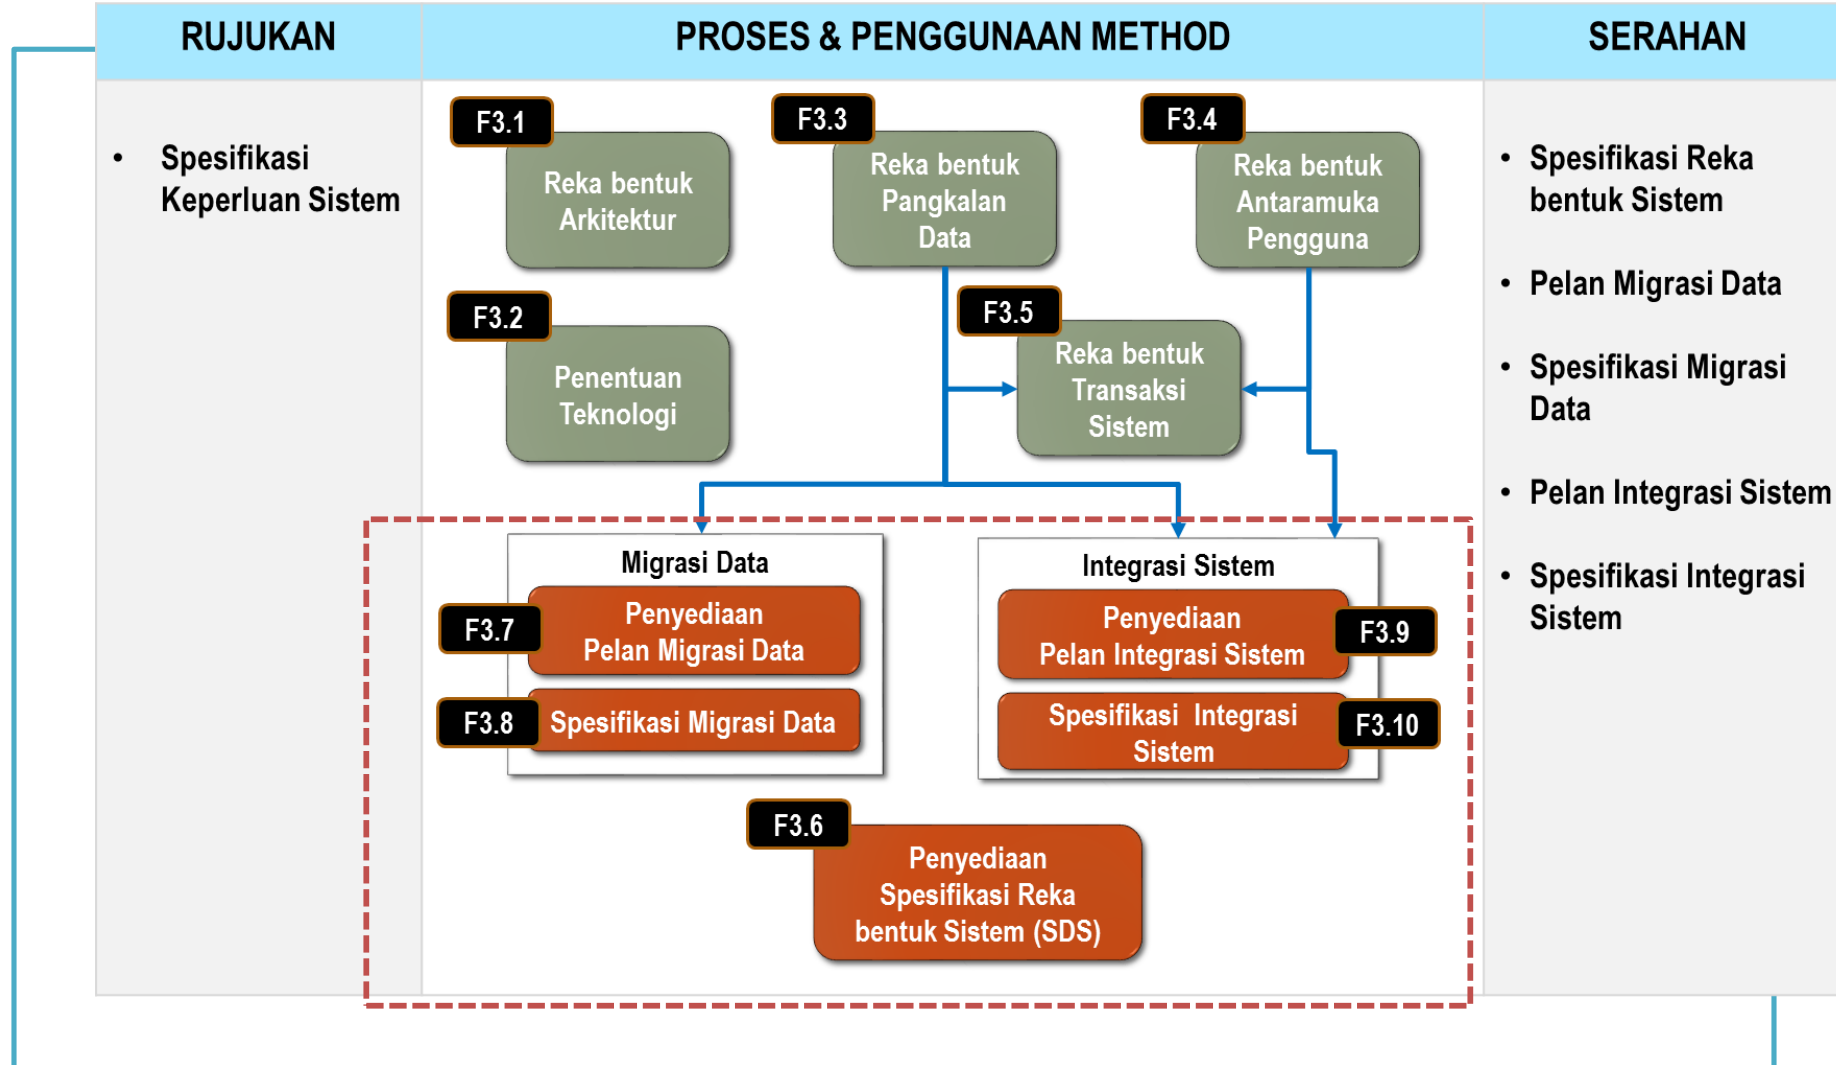 RUJUKAN
PROSES & PENGGUNAAN METHOD
SERAHAN
• Spesifikasi
Keperluan Sistem
F3.1
Reka bentuk
Arkitektur
F3.3
Reka bentuk
Pangkalan
Data
F3.4
Reka bentuk
Antaramuka
Pengguna
F3.2
Penentuan
Teknologi
F3.5
Reka bentuk
Transaksi
Sistem
Migrasi Data
F3.7
Penyediaan
Pelan Migrasi Data
F3.8
Spesifikasi Migrasi Data
Integrasi Sistem
Penyediaan
Pelan Integrasi Sistem
F3.9
Spesifikasi Integrasi
Sistem
F3.10
F3.6
Penyediaan
Spesifikasi Reka
bentuk Sistem (SDS)
• Spesifikasi Reka
bentuk Sistem
• Pelan Migrasi Data
• Spesifikasi Migrasi
Data
• Pelan Integrasi Sistem
• Spesifikasi Integrasi
Sistem